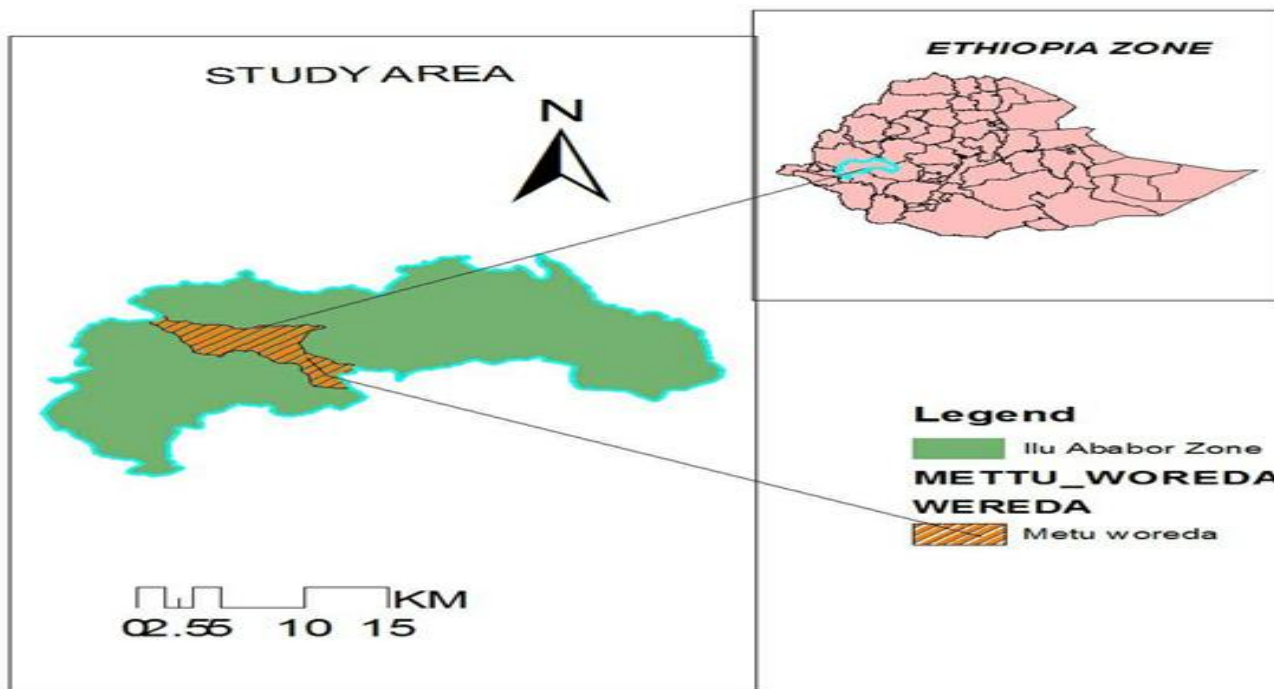 STUDY AREA
N
ETHIOPIA ZONE
Legend
Ilu Ababor Zone
METTU_WOREDA
WEREDA
Metu woreda
KM
02.55 10 15